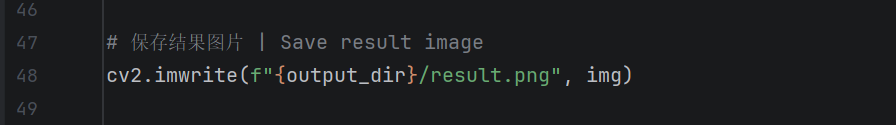 46
47 # 保存结果图片 | Save result image
48 cv2.imwrite(f"{output_dir}/result.png", img)
49